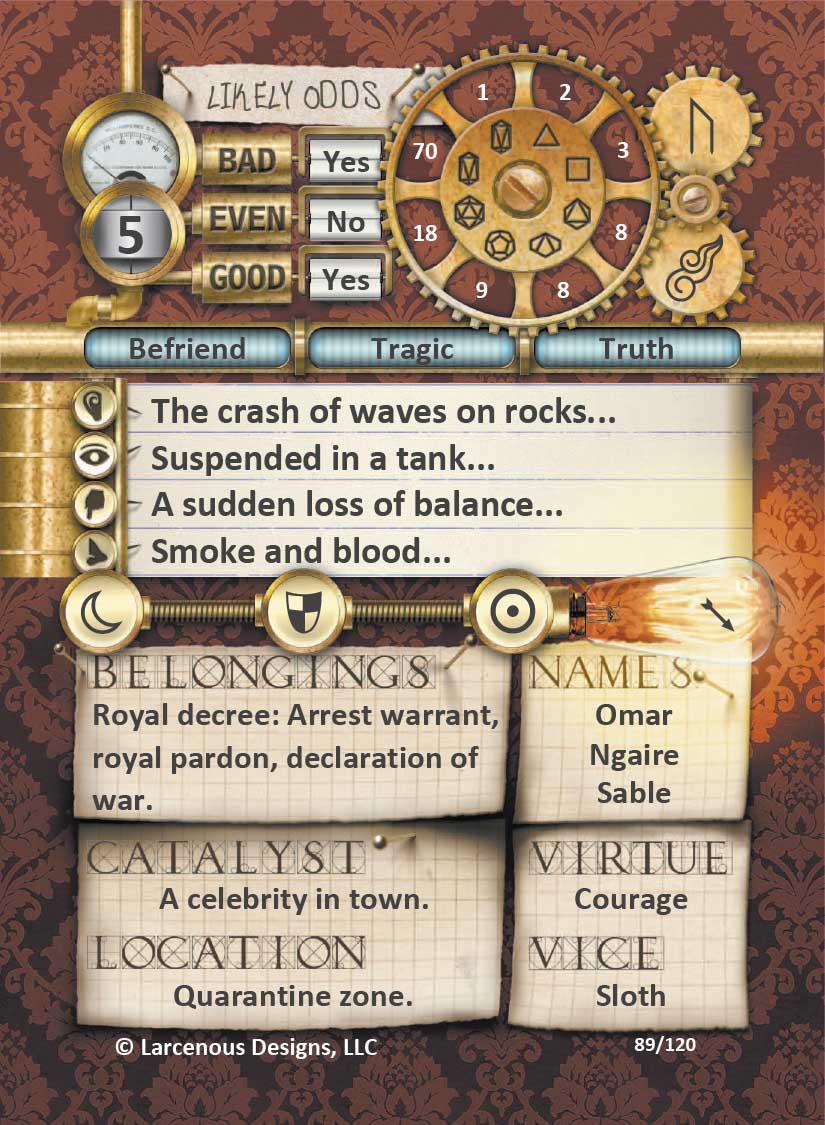 LIKELY ODDS
BAD Yes
5
EVEN No
GOOD Yes
1 2 3 8 8 9 18 70
ᚢ
Befriend Tragic Truth
The crash of waves on rocks...
Suspended in a tank...
A sudden loss of balance...
Smoke and blood...
BELONGINGS
Royal decree: Arrest warrant,
royal pardon, declaration of
war.
NAMES
Omar
Ngaire
Sable
CATALYST
A celebrity in town.
LOCATION
Quarantine zone.
VIRTUE
Courage
VICE
Sloth
© Larcenous Designs, LLC
89/120